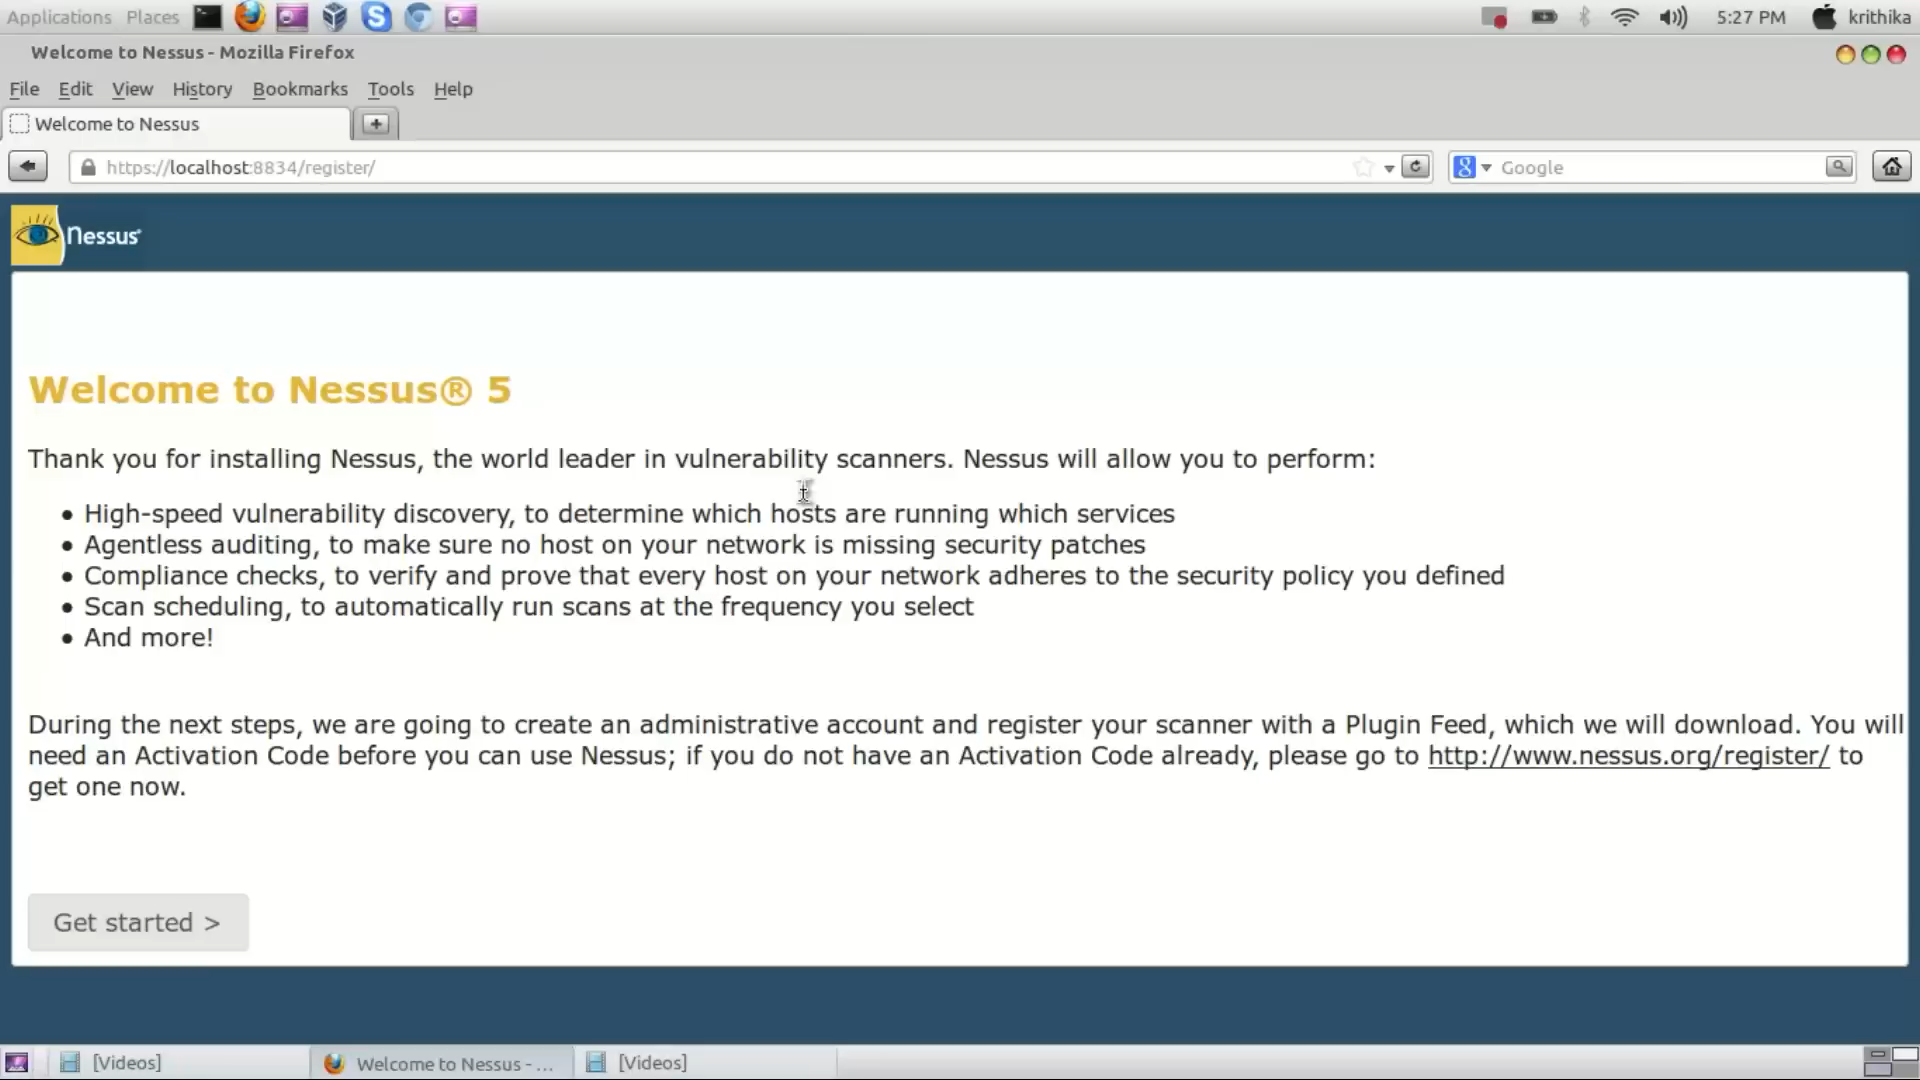 Applications Places 5:27 PM krithika
Welcome to Nessus - Mozilla Firefox
File Edit View History Bookmarks Tools Help
Welcome to Nessus
https://localhost:8834/register/ Google
Nessus
Welcome to Nessus® 5
Thank you for installing Nessus, the world leader in vulnerability scanners. Nessus will allow you to perform:
• High-speed vulnerability discovery, to determine which hosts are running which services
• Agentless auditing, to make sure no host on your network is missing security patches
• Compliance checks, to verify and prove that every host on your network adheres to the security policy you defined
• Scan scheduling, to automatically run scans at the frequency you select
• And more!
During the next steps, we are going to create an administrative account and register your scanner with a Plugin Feed, which we will download. You will
need an Activation Code before you can use Nessus; if you do not have an Activation Code already, please go to http://www.nessus.org/register/ to
get one now.
Get started >
[Videos] Welcome to Nessus - ... [Videos]